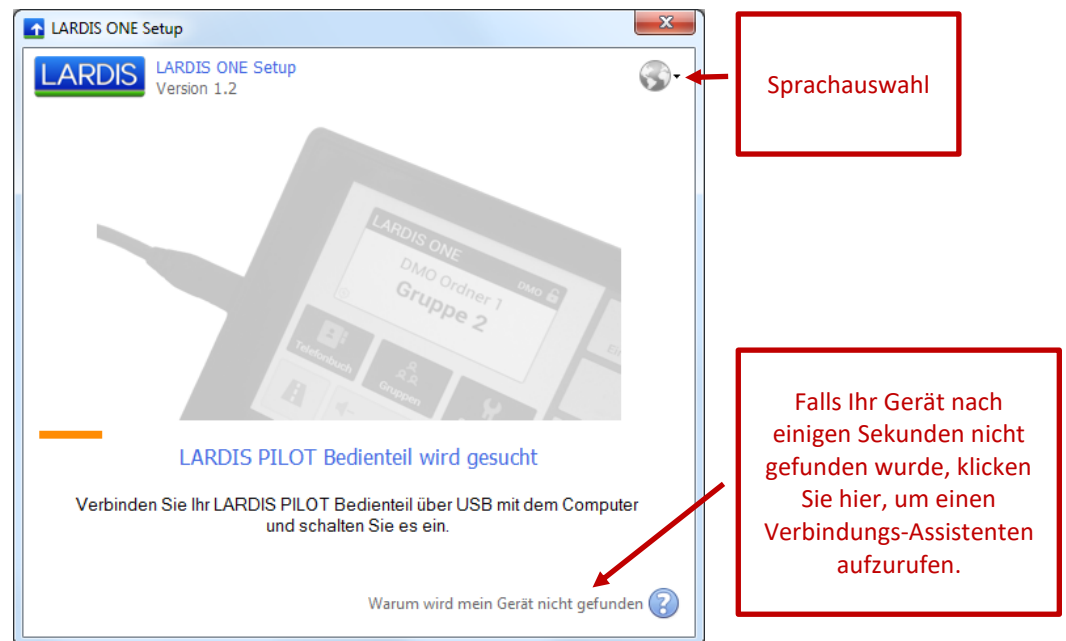 LARDIS ONE Setup
LARDIS
LARDIS ONE Setup
Version 1.2
Sprachauswahl
LARDIS ONE
DMO
DMO Ordner 1
Gruppe 2
Telefonbuch
Gruppen
LARDIS PILOT Bedienteil wird gesucht
Verbinden Sie Ihr LARDIS PILOT Bedienteil über USB mit dem Computer
und schalten Sie es ein.
Warum wird mein Gerät nicht gefunden
Falls Ihr Gerät nach
einigen Sekunden nicht
gefunden wurde, klicken
Sie hier, um einen
Verbindungs-Assistenten
aufzurufen.